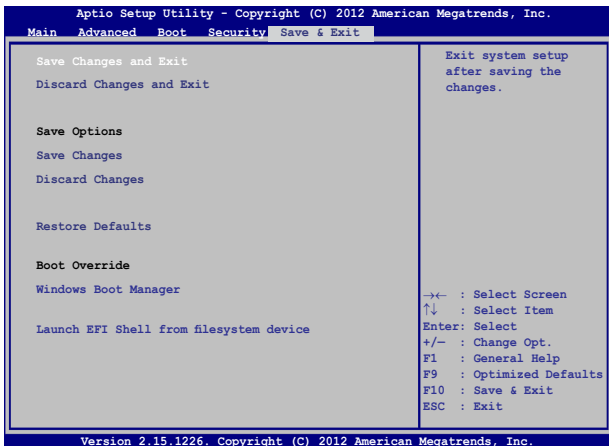 Aptio Setup Utility - Copyright (C) 2012 American Megatrends, Inc.
Main Advanced Boot Security Save & Exit
Save Changes and Exit
Discard Changes and Exit
Save Options
Save Changes
Discard Changes
Restore Defaults
Boot Override
Windows Boot Manager
Launch EFI Shell from filesystem device
Exit system setup
after saving the
changes.
→← : Select Screen
↑↓ : Select Item
Enter: Select
+/— : Change Opt.
F1 : General Help
F9 : Optimized Defaults
F10 : Save & Exit
ESC : Exit
Version 2.15.1226. Copyright (C) 2012 American Megatrends, Inc.